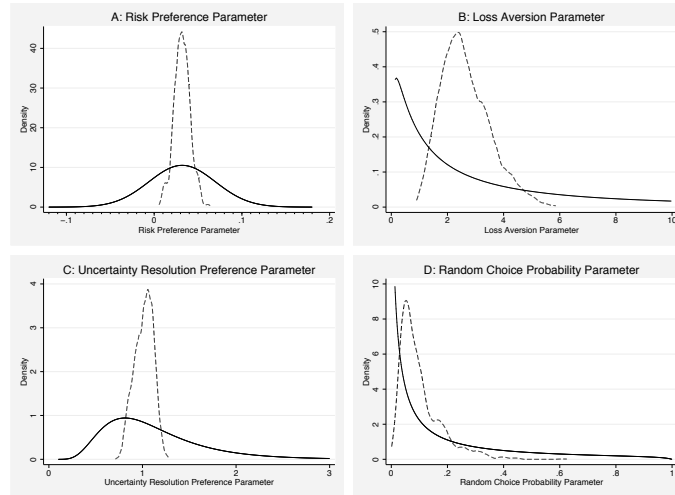 A: Risk Preference Parameter
Density
0 10 20 30 40
-.1 0 .1 .2
Risk Preference Parameter
B: Loss Aversion Parameter
Density
0 .1 .2 .3 .4 .5
0 2 4 6 8 10
Loss Aversion Parameter
C: Uncertainty Resolution Preference Parameter
Density
0 1 2 3 4
0 1 2 3
Uncertainty Resolution Preference Parameter
D: Random Choice Probability Parameter
Density
0 2 4 6 8 10
0 .2 .4 .6 .8 1
Random Choice Probability Parameter